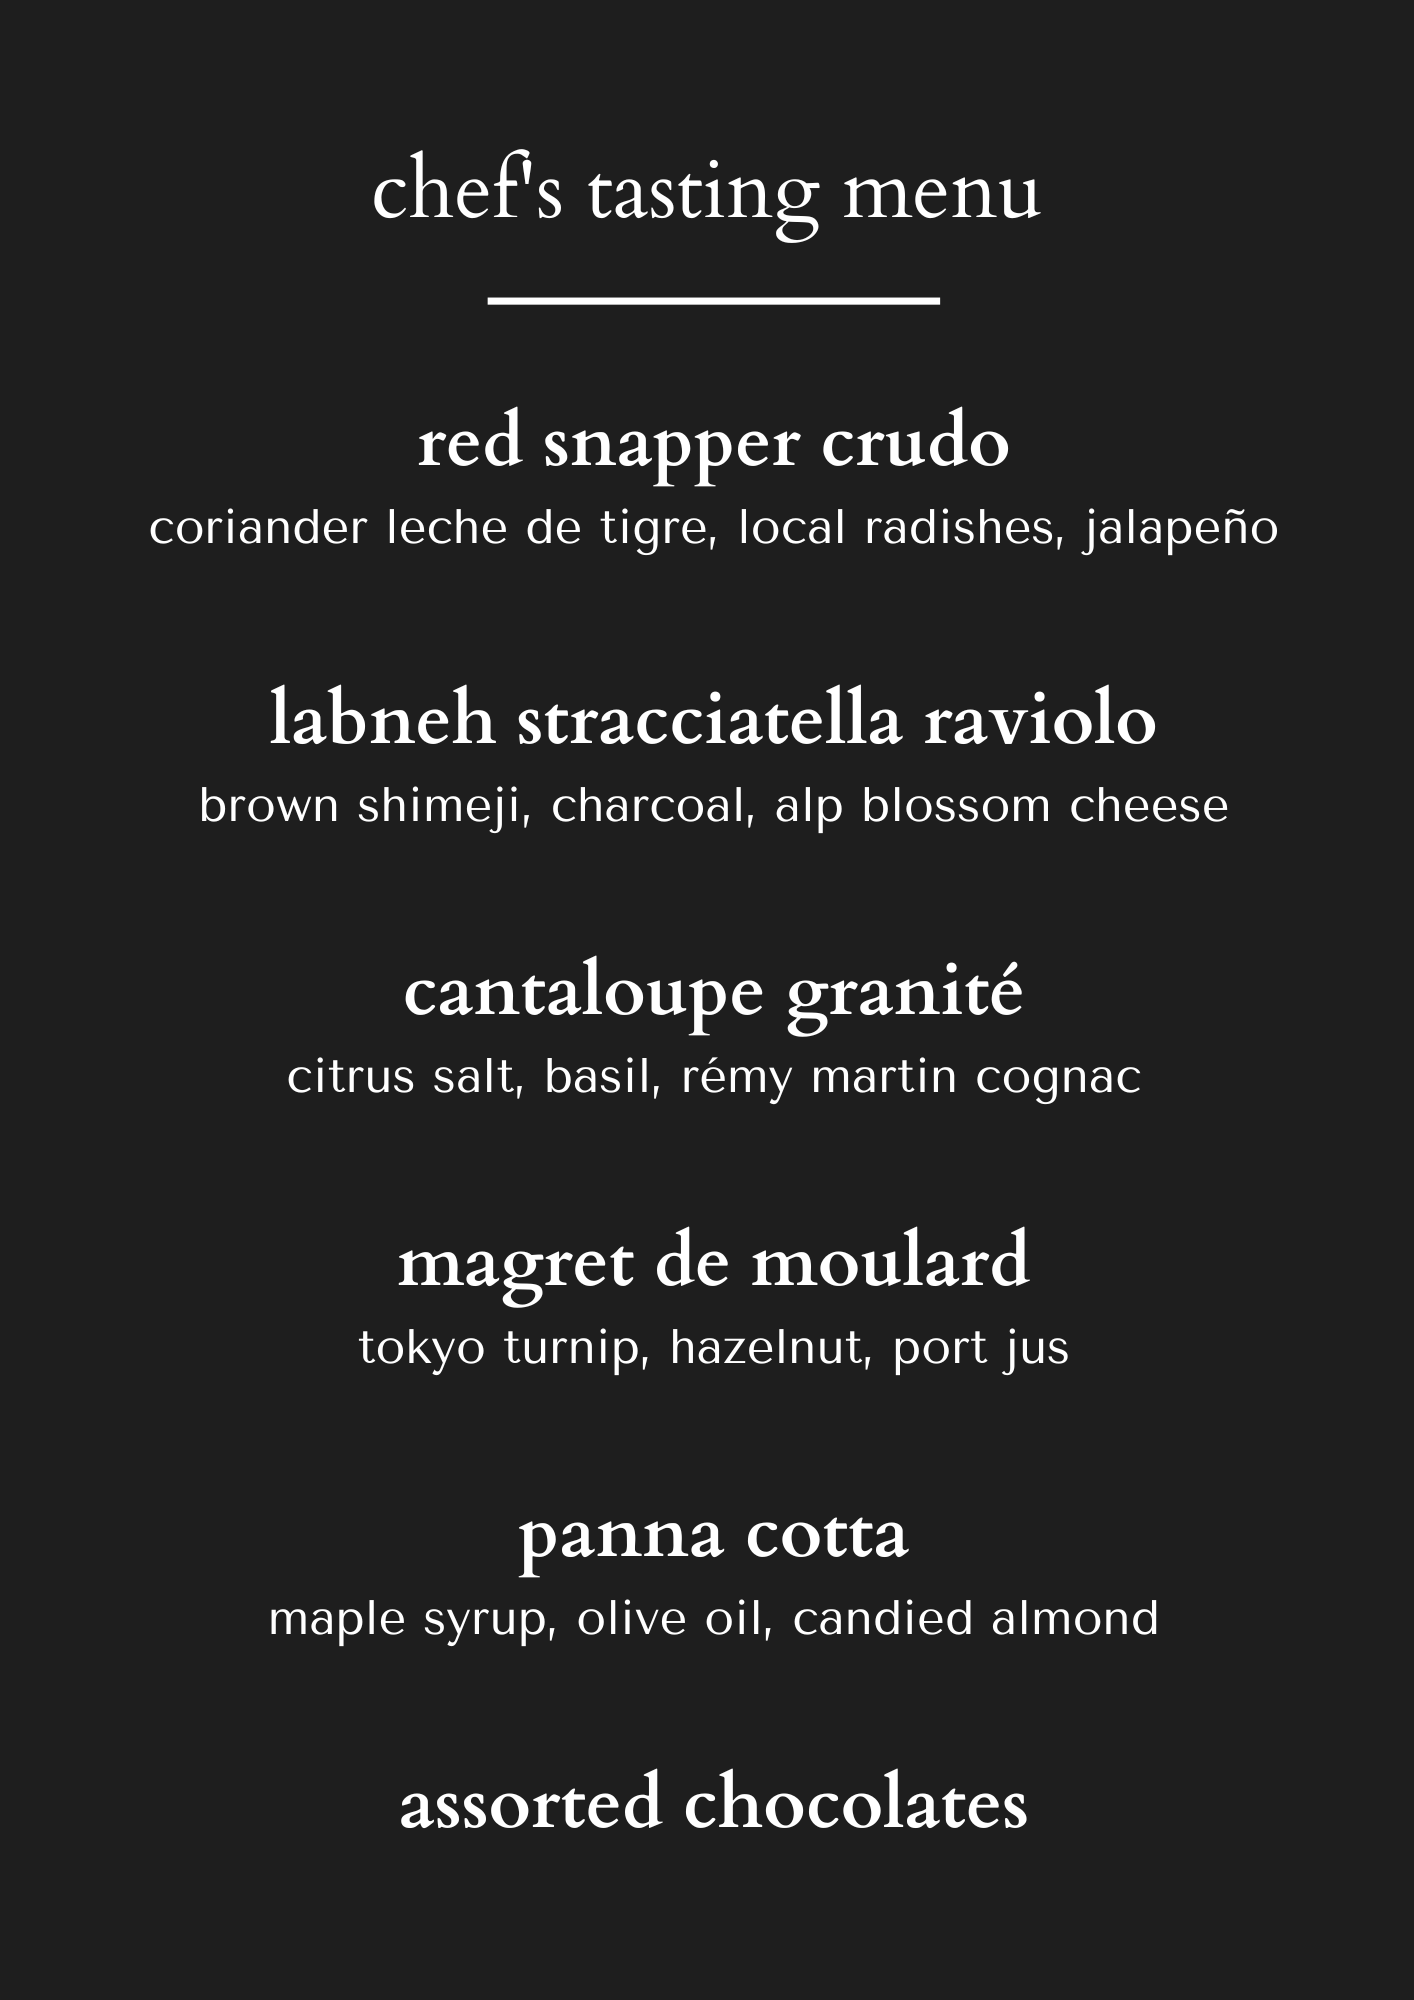 chef's tasting menu
red snapper crudo
coriander leche de tigre, local radishes, jalapeño
labneh stracciatella raviolo
brown shimeji, charcoal, alp blossom cheese
cantaloupe granité
citrus salt, basil, rémy martin cognac
magret de moulard
tokyo turnip, hazelnut, port jus
panna cotta
maple syrup, olive oil, candied almond
assorted chocolates